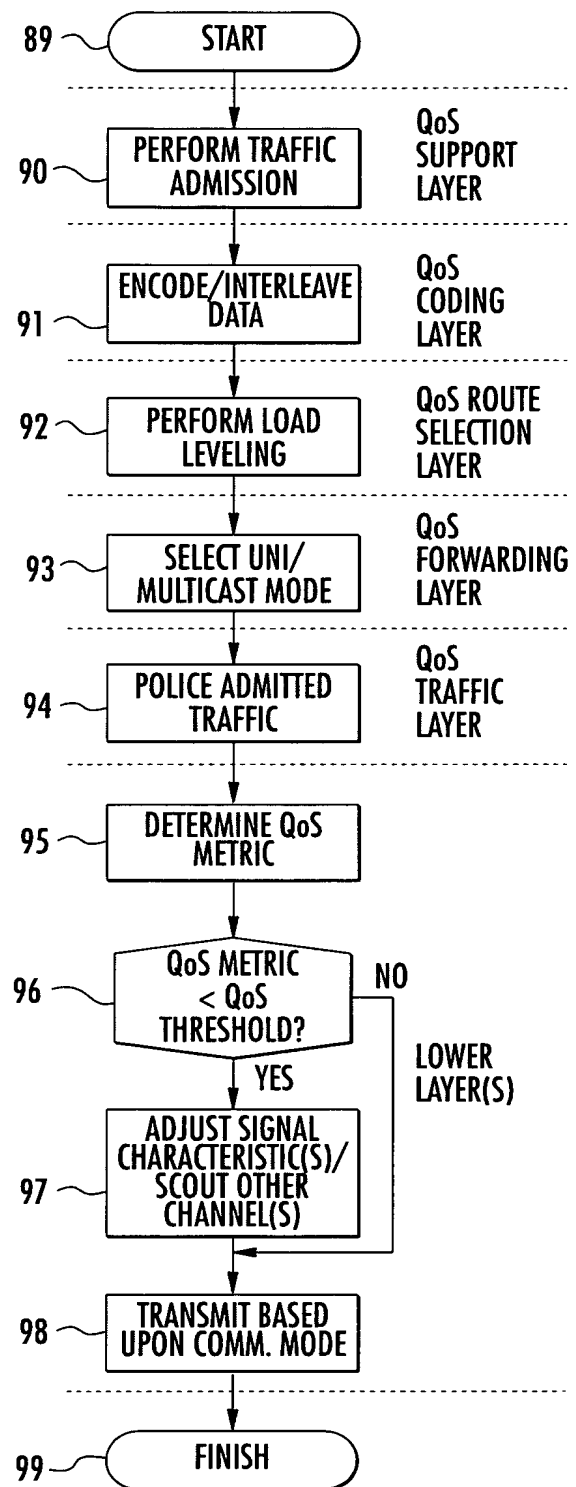 89
START
90
PERFORM TRAFFIC
ADMISSION
QoS
SUPPORT
LAYER
91
ENCODE/INTERLEAVE
DATA
QoS
CODING
LAYER
92
PERFORM LOAD
LEVELING
QoS ROUTE
SELECTION
LAYER
93
SELECT UNI/
MULTICAST MODE
QoS
FORWARDING
LAYER
94
POLICE ADMITTED
TRAFFIC
QoS
TRAFFIC
LAYER
95
DETERMINE QoS
METRIC
96
QoS METRIC
< QoS
THRESHOLD?
NO
YES
LOWER
LAYER(S)
97
ADJUST SIGNAL
CHARACTERISTIC(S)/
SCOUT OTHER
CHANNEL(S)
98
TRANSMIT BASED
UPON COMM. MODE
99
FINISH